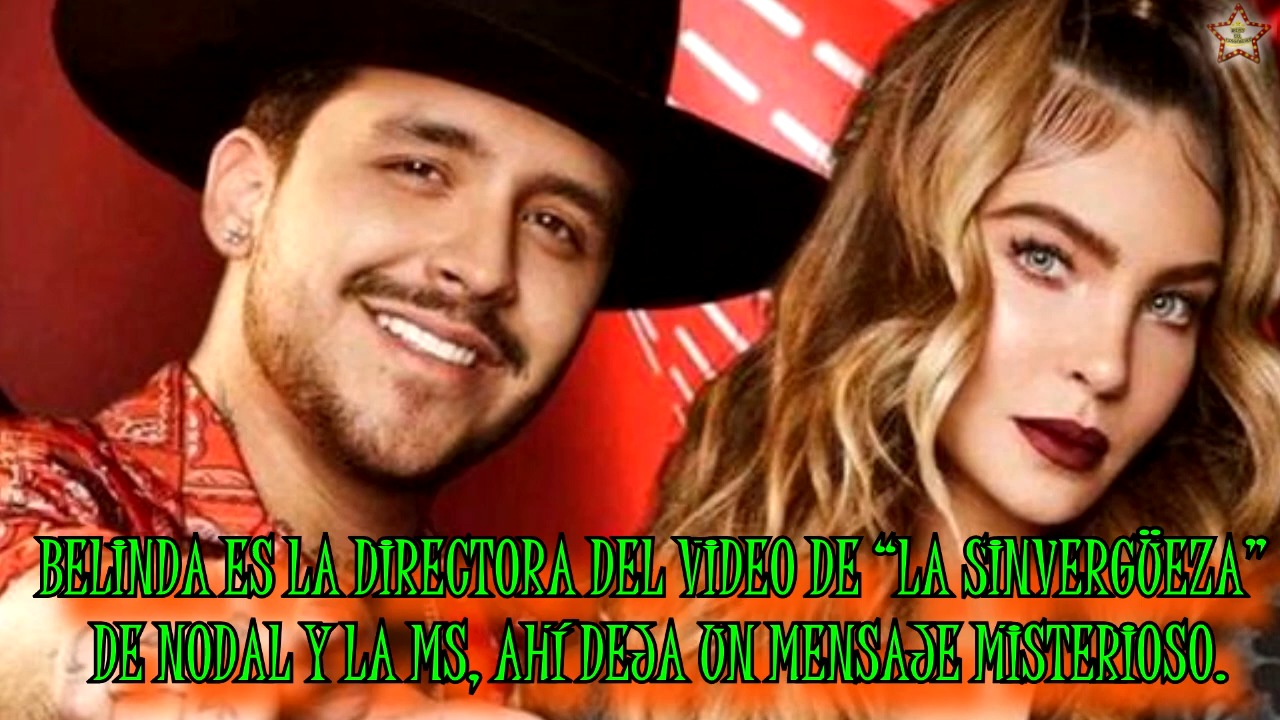 BELINDA ES LA DIRECTORA DEL VIDEO DE “LA SINVERGÜEZA”
DE NODAL Y LA MS, AHÍ DEJA UN MENSAJE MISTERIOSO.